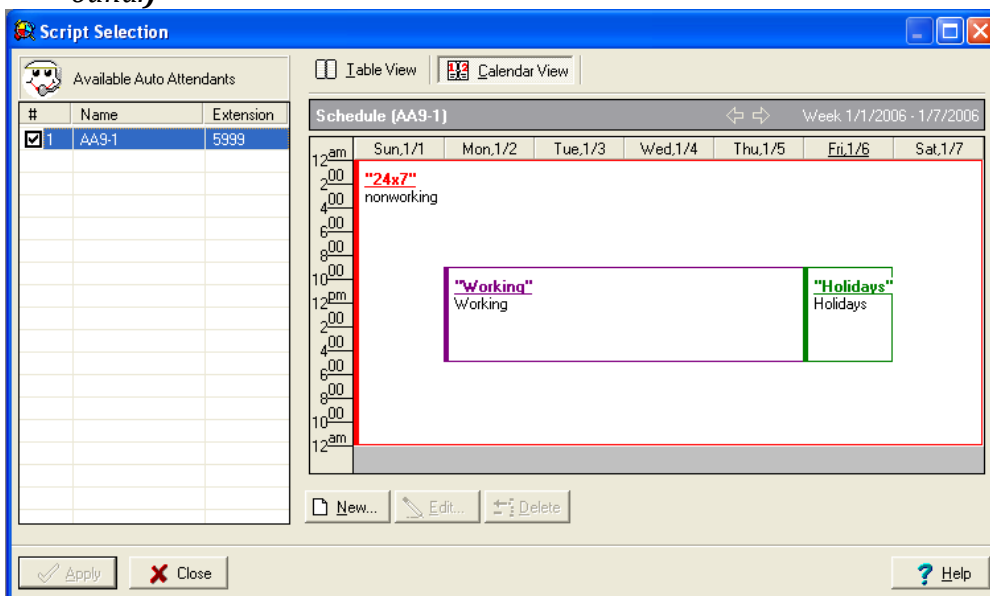 Script Selection
Available Auto Attendants
# Name Extension
1 AA9-1 5999
Table View Calendar View
Schedule (AA9-1) Week 1/1/2006 - 1/7/2006
Sun,1/1 Mon,1/2 Tue,1/3 Wed,1/4 Thu,1/5 Fri,1/6 Sat,1/7
12am
2 00
4 00
6 00
8 00
10 00
12pm
2 00
4 00
6 00
8 00
10 00
12am
"24x7"
nonworking
"Working"
Working
"Holidays"
Holidays
New... Edit... Delete
Apply Close Help